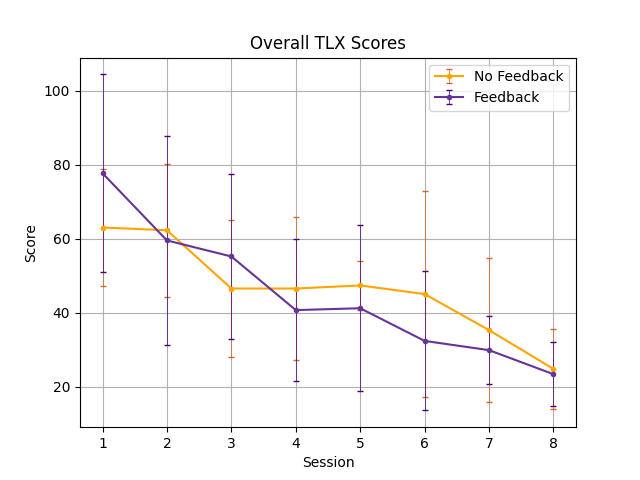 Overall TLX Scores
No Feedback
Feedback
Score
100
80
60
40
20
1 2 3 4 5 6 7 8
Session